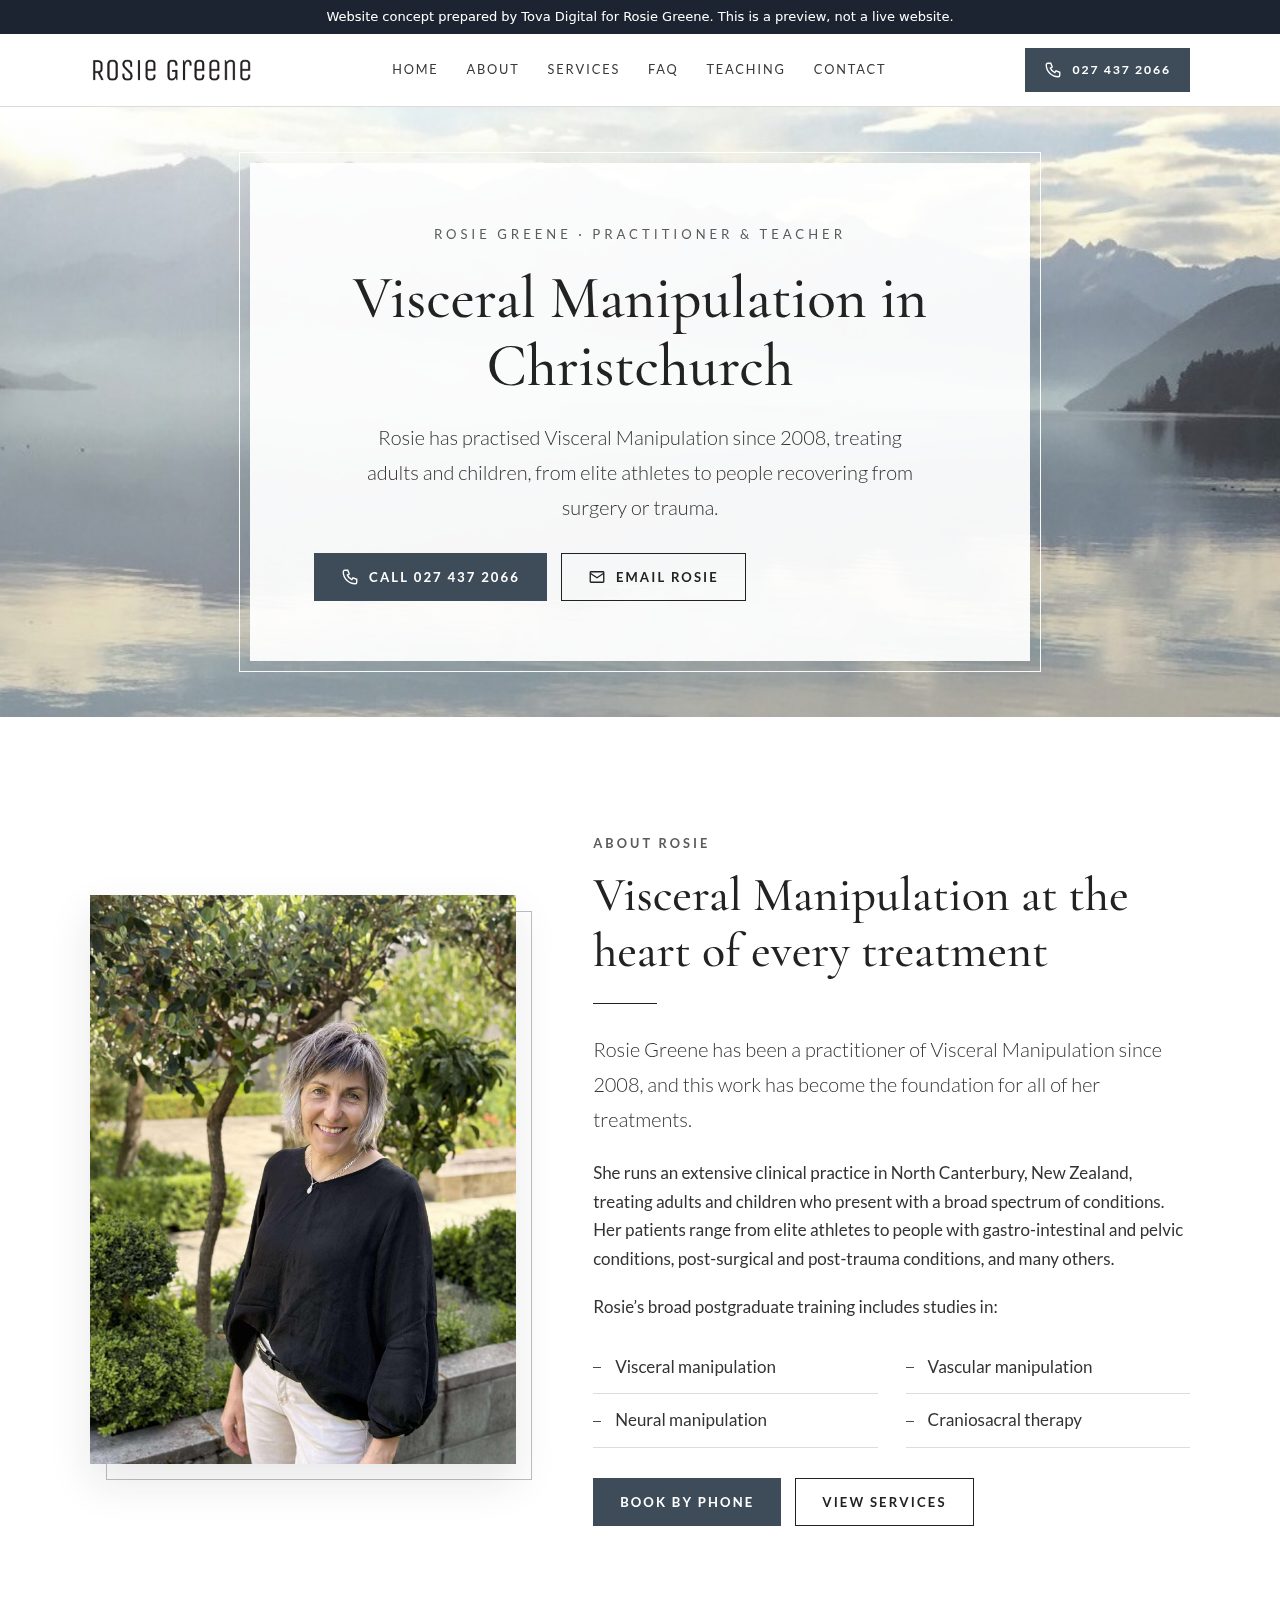 Website concept prepared by Tova Digital for Rosie Greene. This is a preview, not a live website.
Rosie Greene
HOME ABOUT SERVICES FAQ TEACHING CONTACT
027 437 2066
ROSIE GREENE · PRACTITIONER & TEACHER
Visceral Manipulation in
Christchurch
Rosie has practised Visceral Manipulation since 2008, treating
adults and children, from elite athletes to people recovering from
surgery or trauma.
CALL 027 437 2066
EMAIL ROSIE
ABOUT ROSIE
Visceral Manipulation at the
heart of every treatment
Rosie Greene has been a practitioner of Visceral Manipulation since
2008, and this work has become the foundation for all of her
treatments.
She runs an extensive clinical practice in North Canterbury, New Zealand,
treating adults and children who present with a broad spectrum of conditions.
Her patients range from elite athletes to people with gastro-intestinal and pelvic
conditions, post-surgical and post-trauma conditions, and many others.
Rosie’s broad postgraduate training includes studies in:
– Visceral manipulation
– Vascular manipulation
– Neural manipulation
– Craniosacral therapy
BOOK BY PHONE
VIEW SERVICES